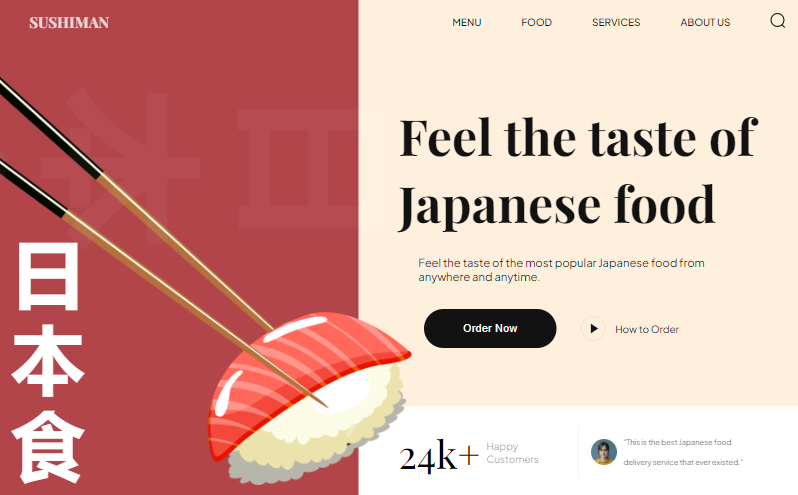 SUSHIMAN
MENU FOOD SERVICES ABOUT US
日
本
食
日
本
Feel the taste of
Japanese food
Feel the taste of the most popular Japanese food from
anywhere and anytime.
Order Now
How to Order
24k+
Happy
Customers
"This is the best Japanese food
delivery service that ever existed."